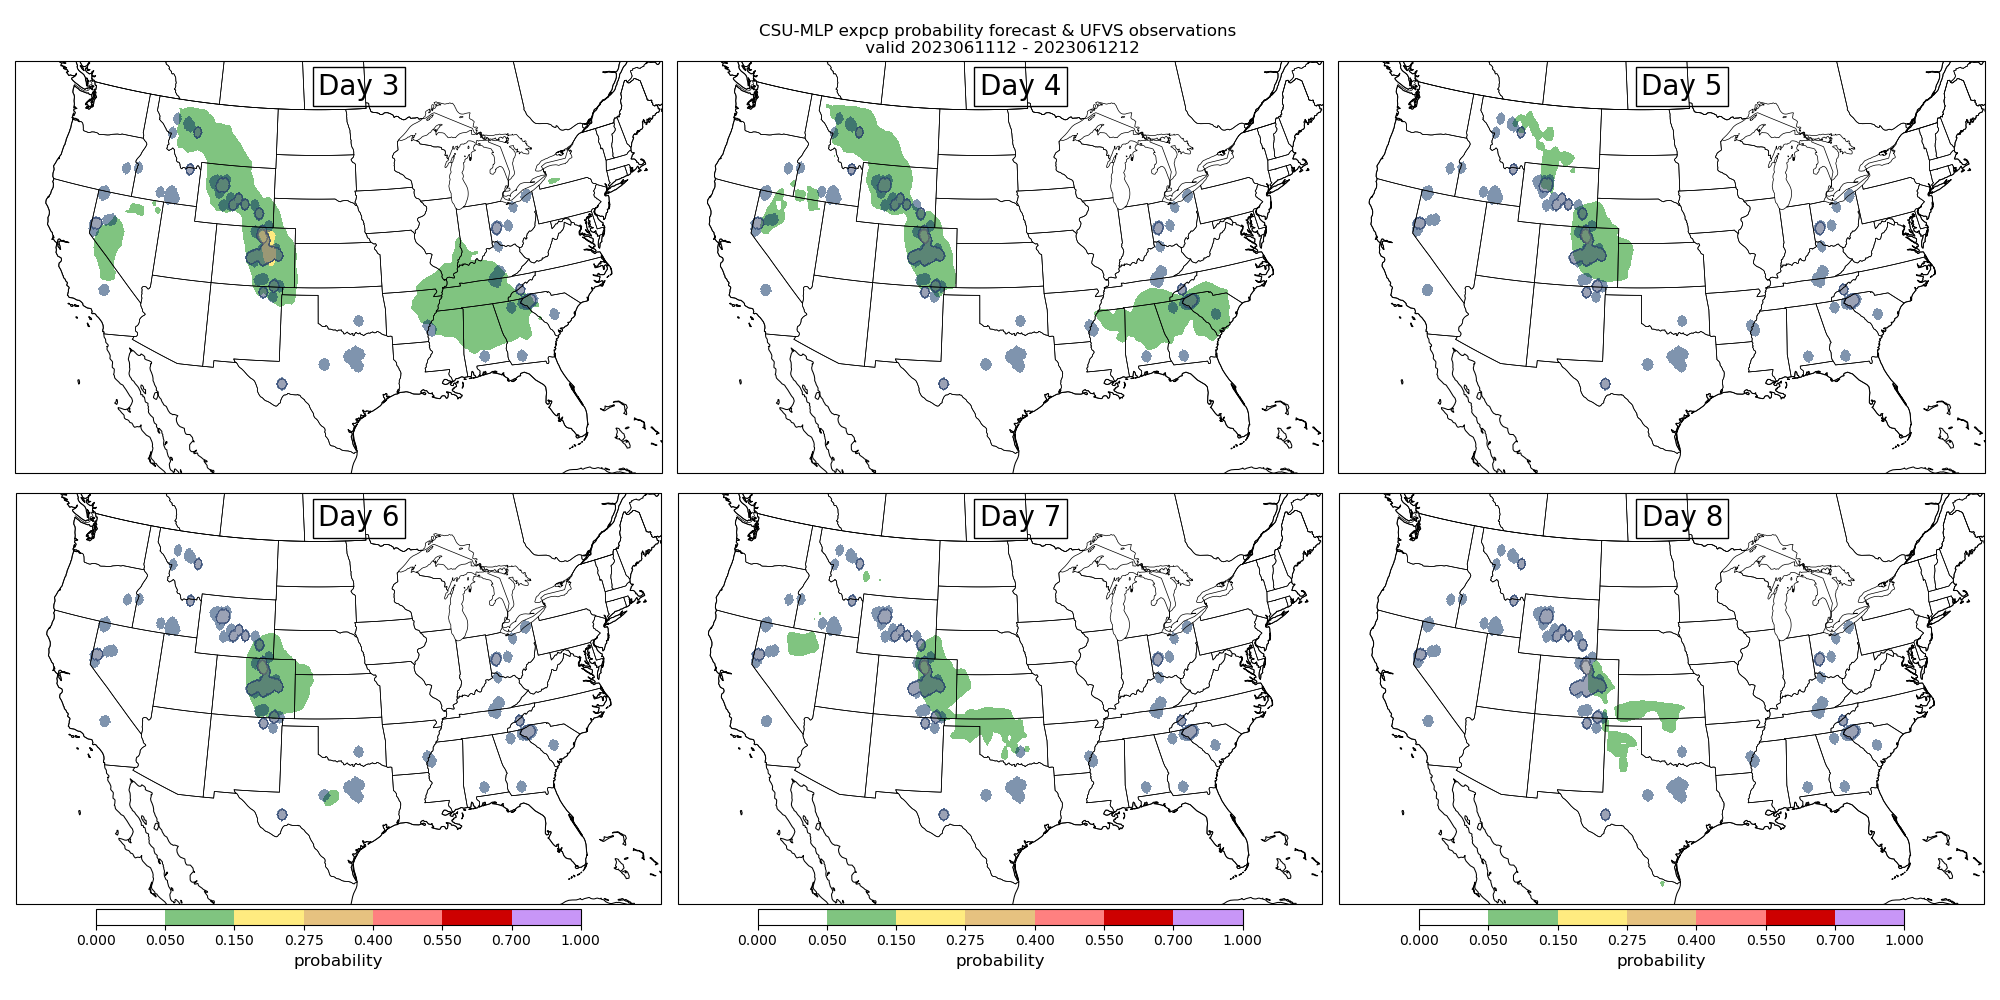 CSU-MLP expcp probability forecast & UFVS observations
valid 2023061112 - 2023061212
Day 3
Day 4
Day 5
Day 6
Day 7
Day 8
0.000 0.050 0.150 0.275 0.400 0.550 0.700 1.000
probability
0.000 0.050 0.150 0.275 0.400 0.550 0.700 1.000
probability
0.000 0.050 0.150 0.275 0.400 0.550 0.700 1.000
probability